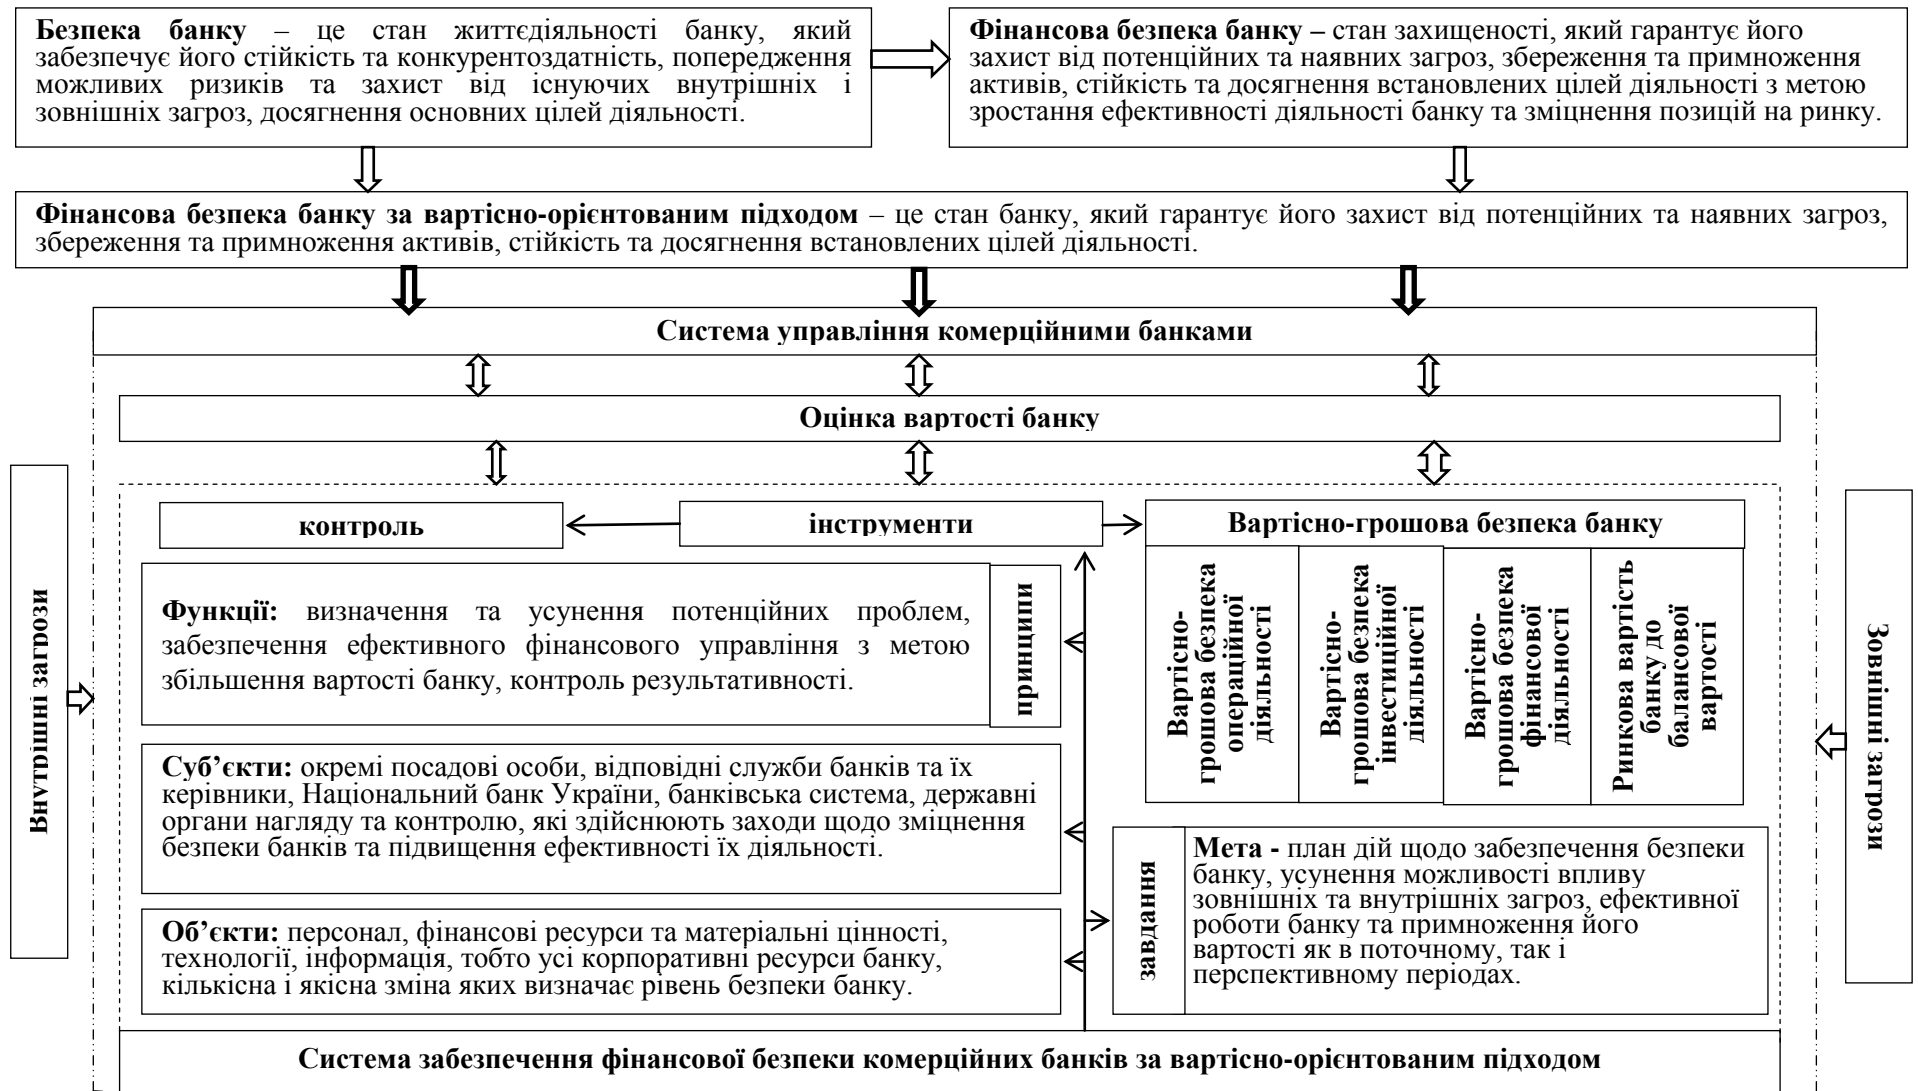 Безпека банку – це стан життєдіяльності банку, який
забезпечує його стійкість та конкурентоздатність, попередження
можливих ризиків та захист від існуючих внутрішніх і
зовнішніх загроз, досягнення основних цілей діяльності.
Фінансова безпека банку – стан захищеності, який гарантує його
захист від потенційних та наявних загроз, збереження та примноження
активів, стійкість та досягнення встановлених цілей діяльності з метою
зростання ефективності діяльності банку та зміцнення позицій на ринку.
Фінансова безпека банку за вартісно-орієнтованим підходом – це стан банку, який гарантує його захист від потенційних та наявних загроз,
збереження та примноження активів, стійкість та досягнення встановлених цілей діяльності.
Система управління комерційними банками
Оцінка вартості банку
Внутрішні загрози
контроль
інструменти
Вартісно-грошова безпека банку
Функції: визначення та усунення потенційних проблем,
забезпечення ефективного фінансового управління з метою
збільшення вартості банку, контроль результативності.
принципи
Вартісно-
грошова безпека
операційної
діяльності
Вартісно-
грошова безпека
інвестиційної
діяльності
Вартісно-
грошова безпека
фінансової
діяльності
Ринкова вартість
банку до
балансової
вартості
Зовнішні загрози
Суб’єкти: окремі посадові особи, відповідні служби банків та їх
керівники, Національний банк України, банківська система, державні
органи нагляду та контролю, які здійснюють заходи щодо зміцнення
безпеки банків та підвищення ефективності їх діяльності.
Об’єкти: персонал, фінансові ресурси та матеріальні цінності,
технології, інформація, тобто усі корпоративні ресурси банку,
кількісна і якісна зміна яких визначає рівень безпеки банку.
завдання
Мета - план дій щодо забезпечення безпеки
банку, усунення можливості впливу
зовнішніх та внутрішніх загроз, ефективної
роботи банку та примноження його
вартості як в поточному, так і
перспективному періодах.
Система забезпечення фінансової безпеки комерційних банків за вартісно-орієнтованим підходом